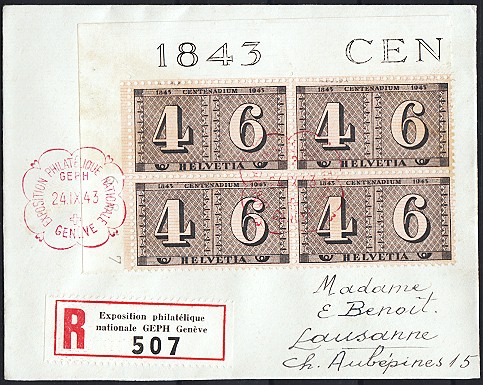 1843 CEN
1843 CENTENARIUM 1943
4 6
HELVETIA
1843 CENTENARIUM 1943
4 6
HELVETIA
1843 CENTENARIUM 1943
4 6
HELVETIA
1843 CENTENARIUM 1943
4 6
HELVETIA
EXPOSITION PHILATÉLIQUE NATIONALE
GEPH
24.IX.43
GENÈVE
7
R
Exposition philatélique
nationale GEPH Genève
507
Madame
E. Benoit.
Lausanne
Ch. Aubépines 15